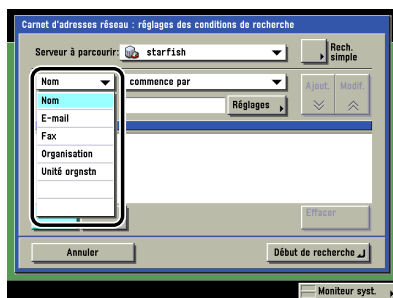 Carnet d'adresses réseau : réglages des conditions de recherche
Serveur à parcourir: starfish
Rech. simple
Nom commence par
Ajout. Modif.
Réglages
Nom
E-mail
Fax
Organisation
Unité orgnstn
Effacer
Annuler
Début de recherche
Moniteur syst.